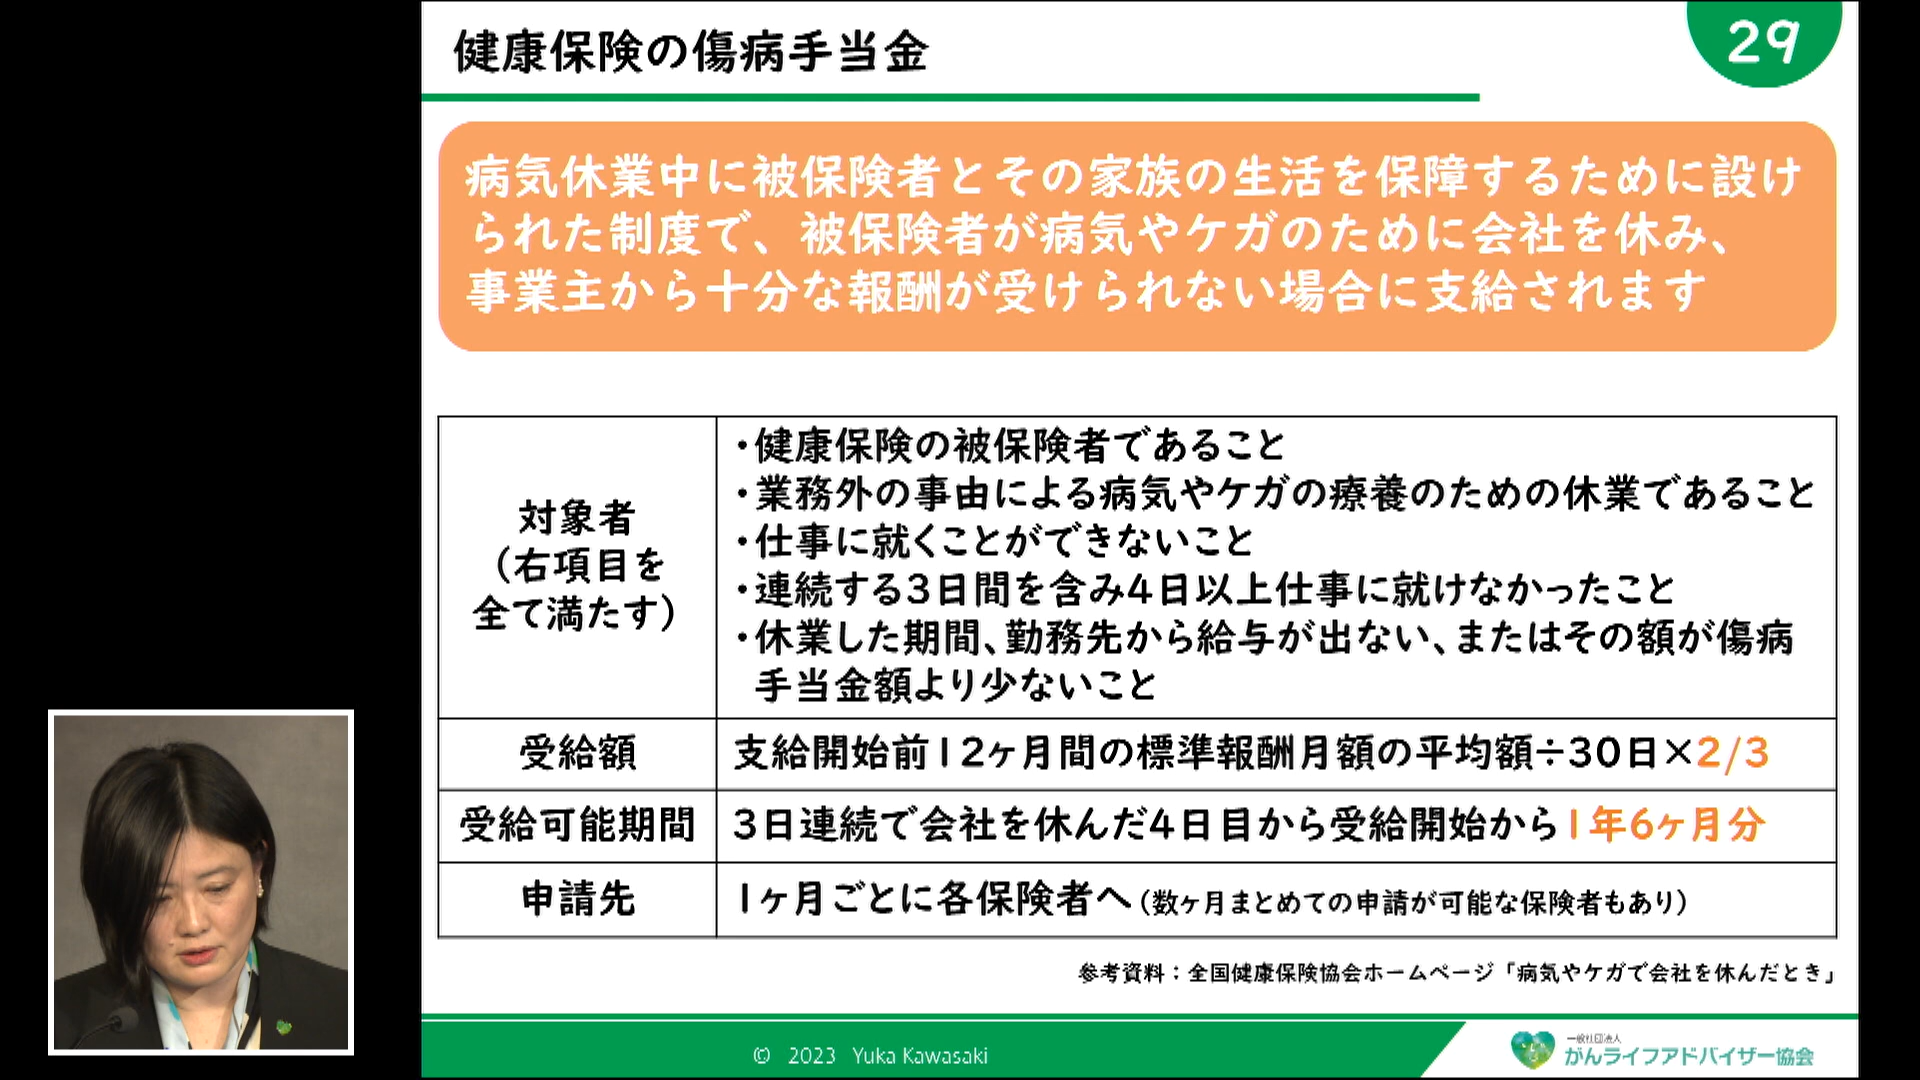 健康保険の傷病手当金
29
病気休業中に被保険者とその家族の生活を保障するために設け
られた制度で、被保険者が病気やケガのために会社を休み、
事業主から十分な報酬が受けられない場合に支給されます
対象者
（右項目を
全て満たす）
・健康保険の被保険者であること
・業務外の事由による病気やケガの療養のための休業であること
・仕事に就くことができないこと
・連続する3日間を含み4日以上仕事に就けなかったこと
・休業した期間、勤務先から給与が出ない、またはその額が傷病
手当金額より少ないこと
受給額
支給開始前12ヶ月間の標準報酬月額の平均額÷30日×2/3
受給可能期間
3日連続で会社を休んだ4日目から受給開始から1年6ヶ月分
申請先
1ヶ月ごとに各保険者へ（数ヶ月まとめての申請が可能な保険者もあり）
参考資料：全国健康保険協会ホームページ「病気やケガで会社を休んだとき」
© 2023 Yuka Kawasaki
一般社団法人
がんライフアドバイザー協会